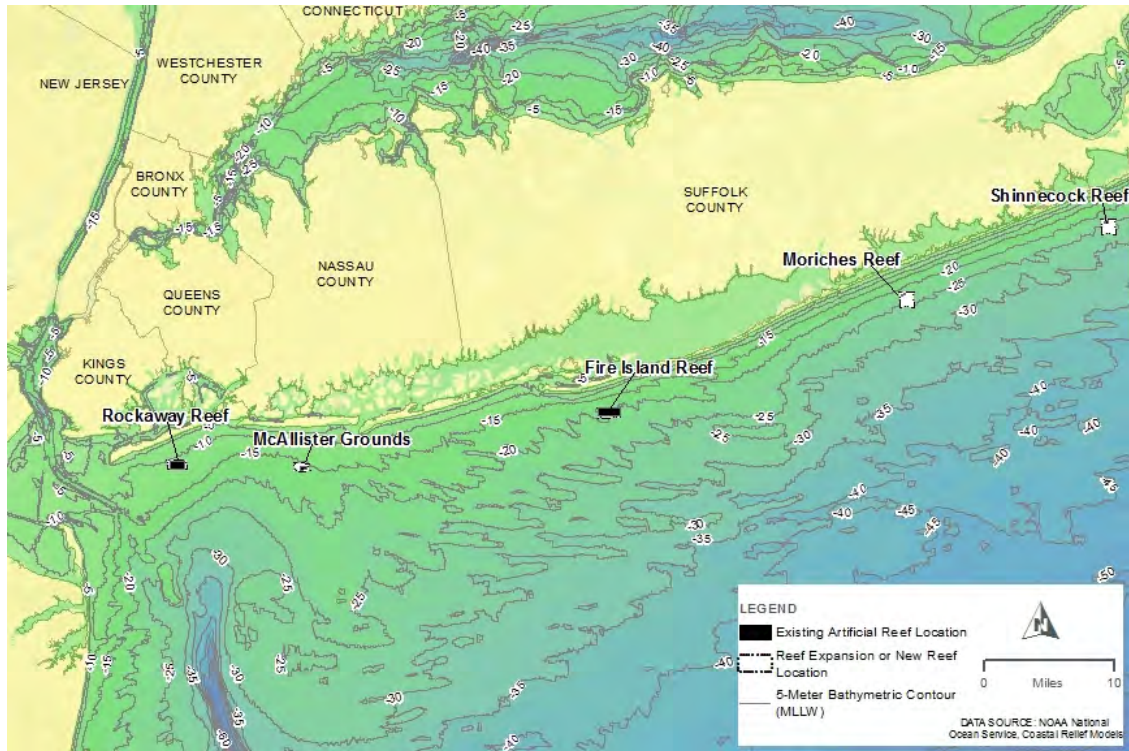 CONNECTICUT
WESTCHESTER
COUNTY
NEW JERSEY
BRONX
COUNTY
SUFFOLK
COUNTY
Shinnecock Reef
Moriches Reef
NASSAU
COUNTY
QUEENS
COUNTY
KINGS
COUNTY
Fire Island Reef
Rockaway Reef
McAllister Grounds
-5
-25
-20
-40
-35
-30
-15
-10
-45
-50
LEGEND
Existing Artificial Reef Location
Reef Expansion or New Reef
Location
5-Meter Bathymetric Contour
(MLLW)
N
0 Miles 10
DATA SOURCE: NOAA National
Ocean Service, Coastal Relief Models